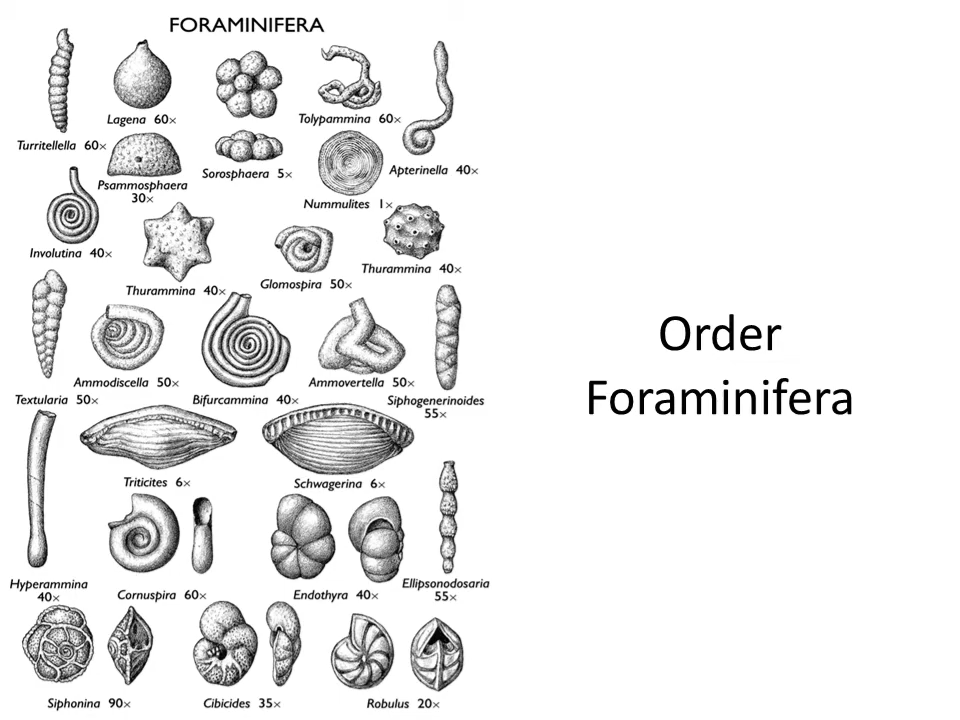 FORAMINIFERA
Lagena 60×
Tolypammina 60×
Turritellella 60×
Sorosphaera 5×
Apterinella 40×
Psammosphaera
30×
Nummulites 1×
Involutina 40×
Thurammina 40×
Glomospira 50×
Thurammina 40×
Ammodiscella 50×
Ammovertella 50×
Textularia 50×
Bifurcammina 40×
Siphogenerinoides
55×
Triticites 6×
Schwagerina 6×
Hyperammina
40×
Cornuspira 60×
Endothyra 40×
Ellipsonodosaria
55×
Siphonina 90×
Cibicides 35×
Robulus 20×
Order
Foraminifera